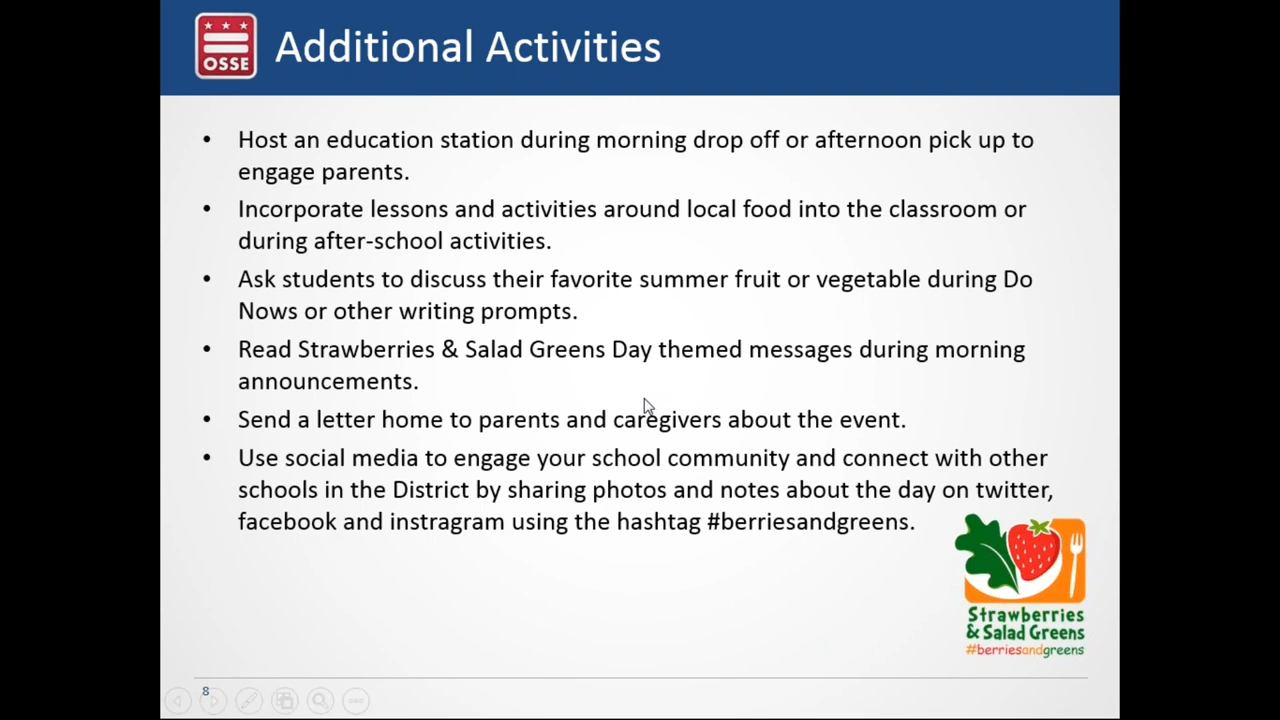 OSSE
Additional Activities
• Host an education station during morning drop off or afternoon pick up to
engage parents.
• Incorporate lessons and activities around local food into the classroom or
during after-school activities.
• Ask students to discuss their favorite summer fruit or vegetable during Do
Nows or other writing prompts.
• Read Strawberries & Salad Greens Day themed messages during morning
announcements.
• Send a letter home to parents and caregivers about the event.
• Use social media to engage your school community and connect with other
schools in the District by sharing photos and notes about the day on twitter,
facebook and instragram using the hashtag #berriesandgreens.
Strawberries
& Salad Greens
#berriesandgreens
8